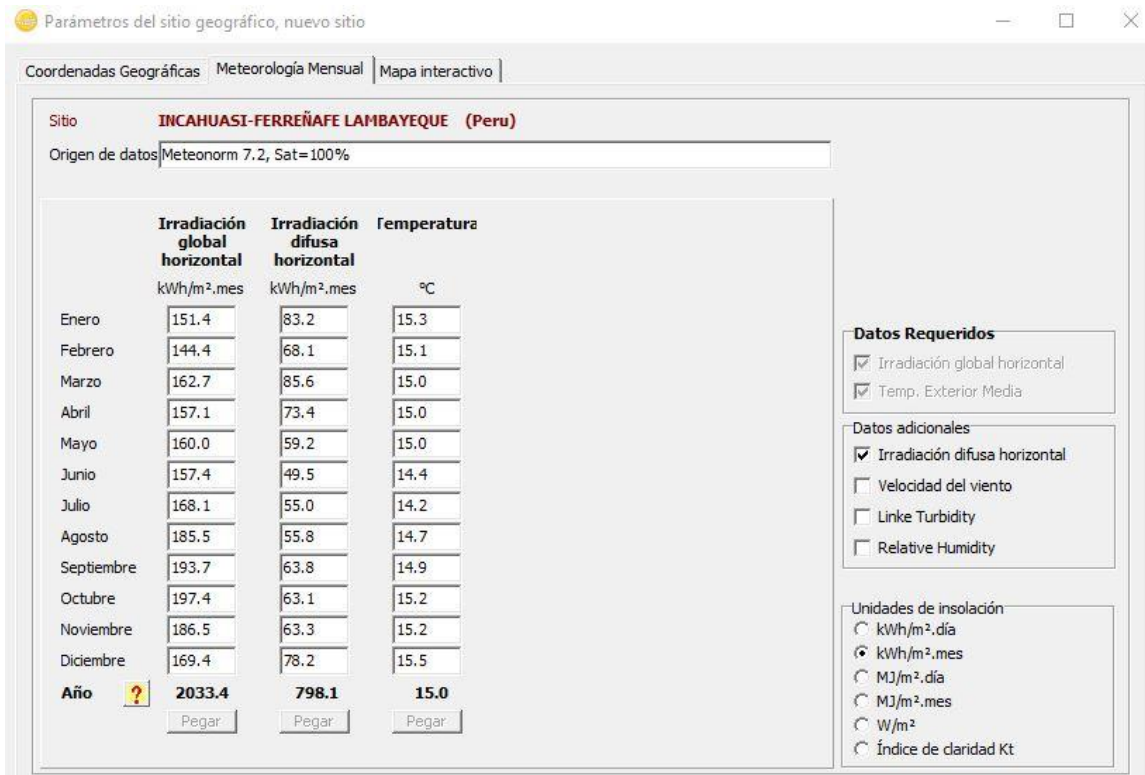 Parámetros del sitio geográfico, nuevo sitio
Coordenadas Geográficas Meteorología Mensual Mapa interactivo
Sitio INCAHUASI-FERREÑAFE LAMBAYEQUE (Peru)
Origen de datos Meteonorm 7.2, Sat=100%
Irradiación global horizontal Irradiación difusa horizontal Temperatura
kWh/m².mes kWh/m².mes °C
Enero 151.4 83.2 15.3
Febrero 144.4 68.1 15.1
Marzo 162.7 85.6 15.0
Abril 157.1 73.4 15.0
Mayo 160.0 59.2 15.0
Junio 157.4 49.5 14.4
Julio 168.1 55.0 14.2
Agosto 185.5 55.8 14.7
Septiembre 193.7 63.8 14.9
Octubre 197.4 63.1 15.2
Noviembre 186.5 63.3 15.2
Diciembre 169.4 78.2 15.5
Año ? 2033.4 798.1 15.0
Pegar Pegar Pegar
Datos Requeridos
Irradiación global horizontal
Temp. Exterior Media
Datos adicionales
Irradiación difusa horizontal
Velocidad del viento
Linke Turbidity
Relative Humidity
Unidades de insolación
kWh/m².día
kWh/m².mes
MJ/m².día
MJ/m².mes
W/m²
Índice de claridad Kt